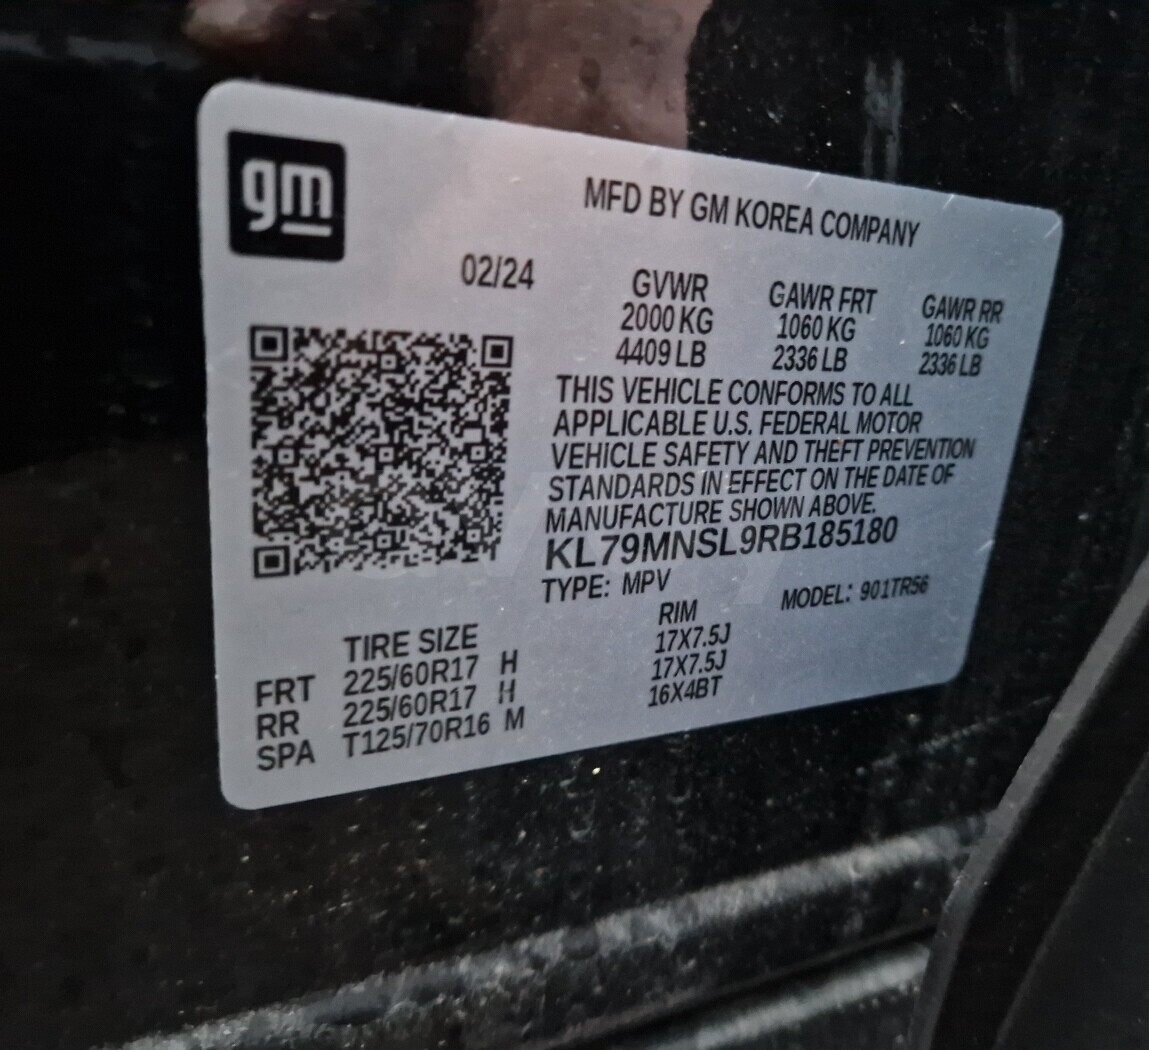 gm
MFD BY GM KOREA COMPANY
02/24
GVWR GAWR FRT GAWR RR
2000 KG 1060 KG 1060 KG
4409 LB 2336 LB 2336 LB
THIS VEHICLE CONFORMS TO ALL
APPLICABLE U.S. FEDERAL MOTOR
VEHICLE SAFETY AND THEFT PREVENTION
STANDARDS IN EFFECT ON THE DATE OF
MANUFACTURE SHOWN ABOVE.
KL79MNSL9RB185180
TYPE: MPV MODEL: 901TR56
TIRE SIZE RIM
FRT 225/60R17 H 17X7.5J
RR 225/60R17 H 17X7.5J
SPA T125/70R16 M 16X4BT